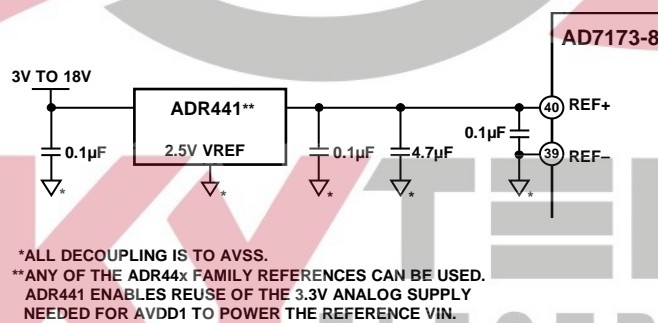 AD7173-8
3V TO 18V
ADR441**
40 REF+
0.1µF
0.1µF
2.5V VREF
0.1µF
4.7µF
39 REF–
* * * *
*ALL DECOUPLING IS TO AVSS.
**ANY OF THE ADR44x FAMILY REFERENCES CAN BE USED.
ADR441 ENABLES REUSE OF THE 3.3V ANALOG SUPPLY
NEEDED FOR AVDD1 TO POWER THE REFERENCE VIN.